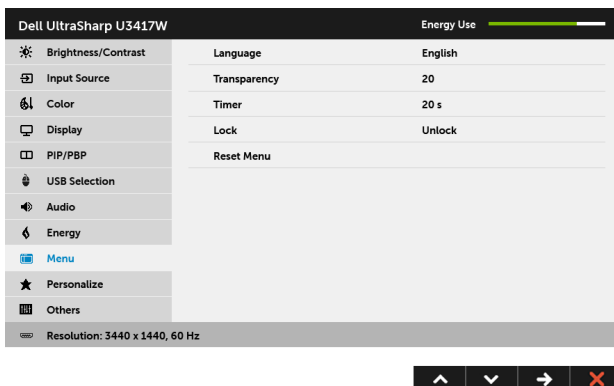 Dell UltraSharp U3417W Energy Use
Brightness/Contrast Language English
Input Source Transparency 20
Color Timer 20 s
Display Lock Unlock
PIP/PBP Reset Menu
USB Selection
Audio
Energy
Menu
Personalize
Others
Resolution: 3440 x 1440, 60 Hz